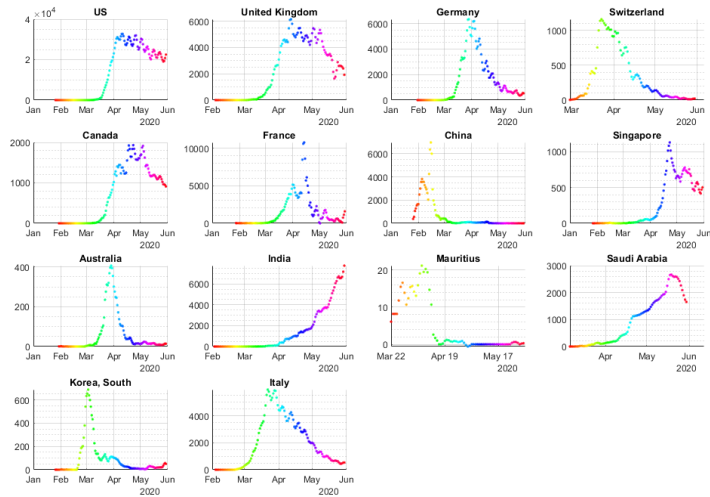 US
×10⁴
4
2
0
Jan Feb Mar Apr May Jun
2020
United Kingdom
6000
4000
2000
0
Feb Mar Apr May Jun
2020
Germany
6000
4000
2000
0
Jan Feb Mar Apr May Jun
2020
Switzerland
1000
500
0
Mar Apr May Jun
2020
Canada
2000
1000
0
Jan Feb Mar Apr May Jun
2020
France
10000
5000
0
Jan Feb Mar Apr May Jun
2020
China
6000
4000
2000
0
Jan Feb Mar Apr May Jun
2020
Singapore
1000
500
0
Jan Feb Mar Apr May Jun
2020
Australia
400
200
0
Jan Feb Mar Apr May Jun
2020
India
6000
4000
2000
0
Feb Mar Apr May Jun
2020
Mauritius
20
10
0
Mar 22 Apr 19 May 17
2020
Saudi Arabia
3000
2000
1000
0
Apr May Jun
2020
Korea, South
600
400
200
0
Jan Feb Mar Apr May Jun
2020
Italy
4000
2000
0
Feb Mar Apr May Jun
2020